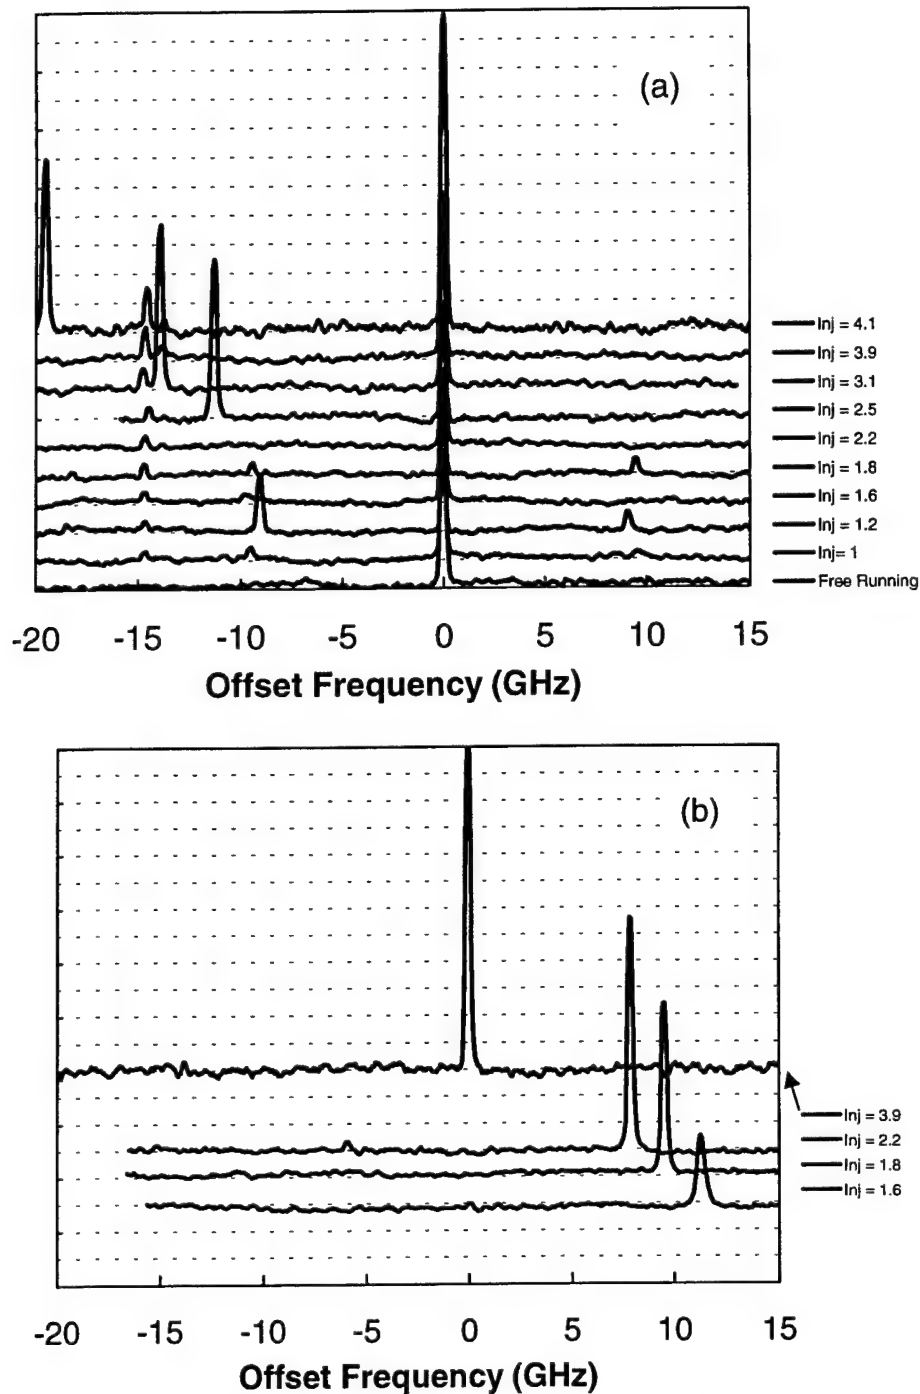 (a)
Inj = 4.1
Inj = 3.9
Inj = 3.1
Inj = 2.5
Inj = 2.2
Inj = 1.8
Inj = 1.6
Inj = 1.2
Inj= 1
Free Running
-20 -15 -10 -5 0 5 10 15
Offset Frequency (GHz)
(b)
Inj = 3.9
Inj = 2.2
Inj = 1.8
Inj = 1.6
-20 -15 -10 -5 0 5 10 15
Offset Frequency (GHz)